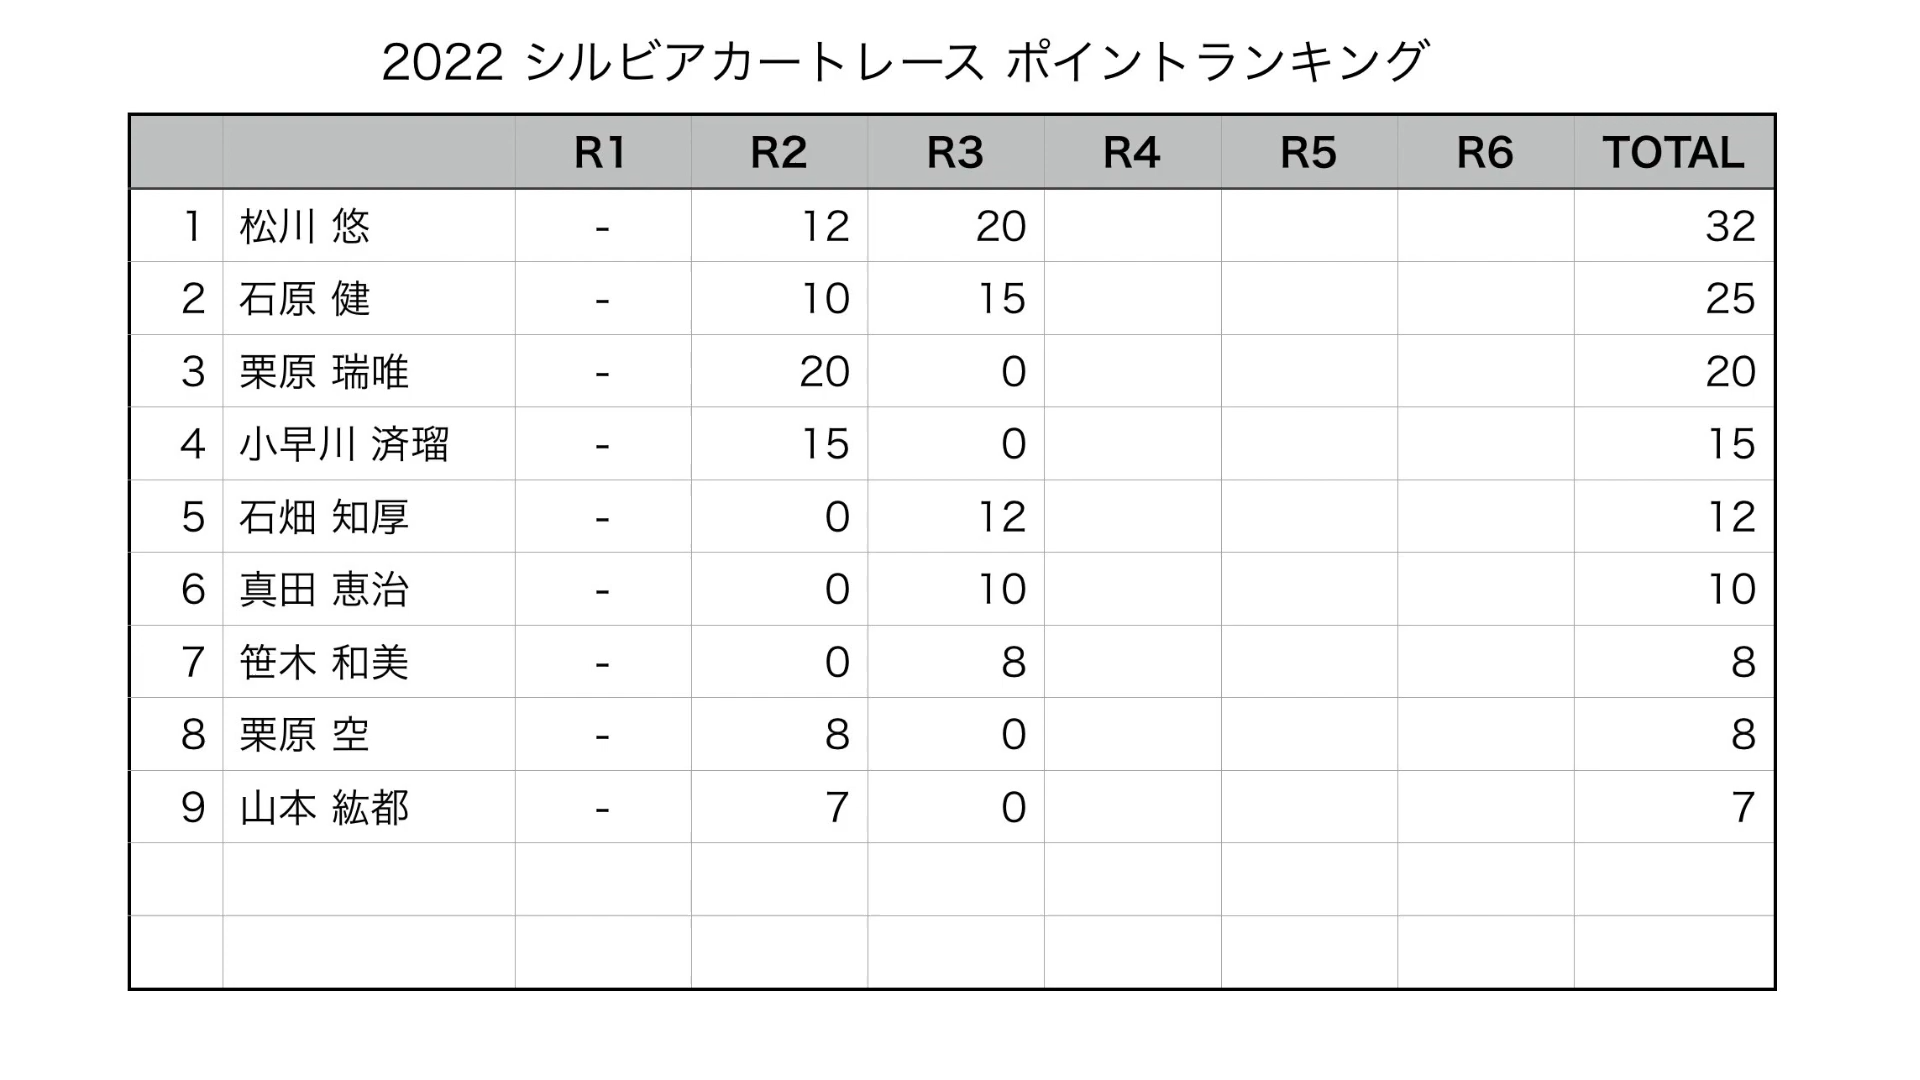 2022 シルビアカートレース ポイントランキング
R1 R2 R3 R4 R5 R6 TOTAL
1 松川 悠 - 12 20 32
2 石原 健 - 10 15 25
3 栗原 瑞唯 - 20 0 20
4 小早川 済瑠 - 15 0 15
5 石畑 知厚 - 0 12 12
6 真田 恵治 - 0 10 10
7 笹木 和美 - 0 8 8
8 栗原 空 - 8 0 8
9 山本 紘都 - 7 0 7